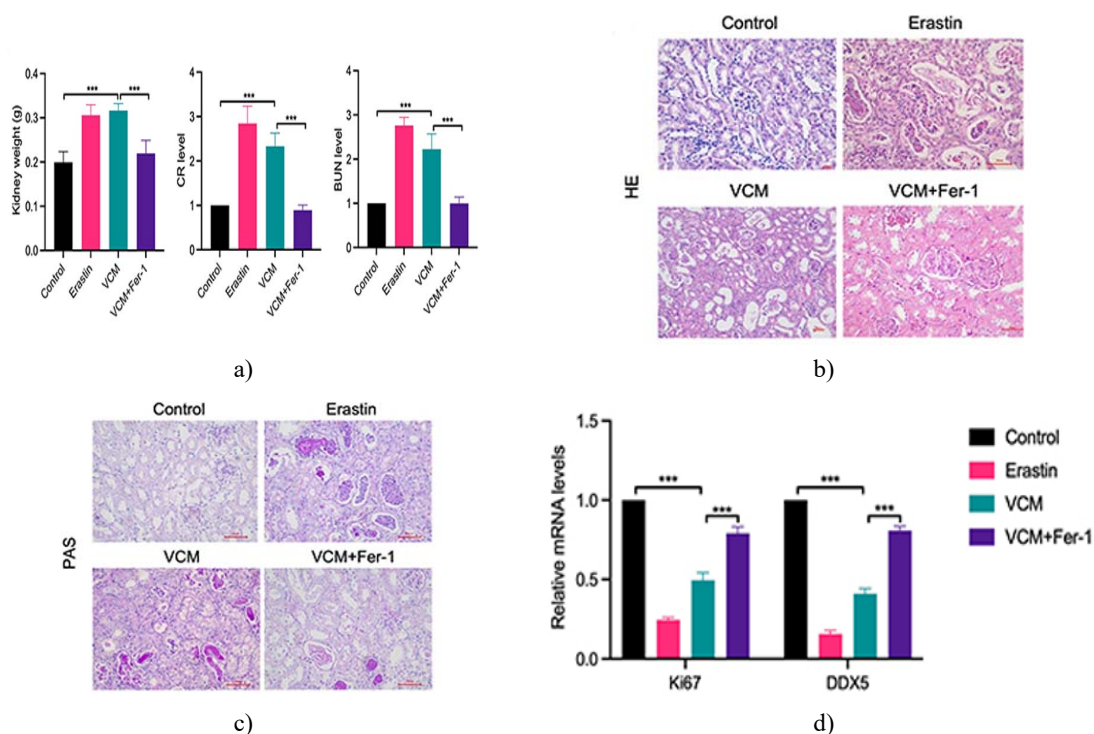 Kidney weight (g)
0.4
0.3
0.2
0.1
0.0
***
***
Control
Erastin
VCM
VCM+Fer-1
CR level
4
3
2
1
0
***
***
Control
Erastin
VCM
VCM+Fer-1
BUN level
4
3
2
1
0
***
***
Control
Erastin
VCM
VCM+Fer-1
a)
HE
Control
Erastin
VCM
VCM+Fer-1
b)
PAS
Control
Erastin
VCM
VCM+Fer-1
c)
Relative mRNA levels
1.5
1.0
0.5
0.0
***
***
***
***
Ki67
DDX5
Control
Erastin
VCM
VCM+Fer-1
d)